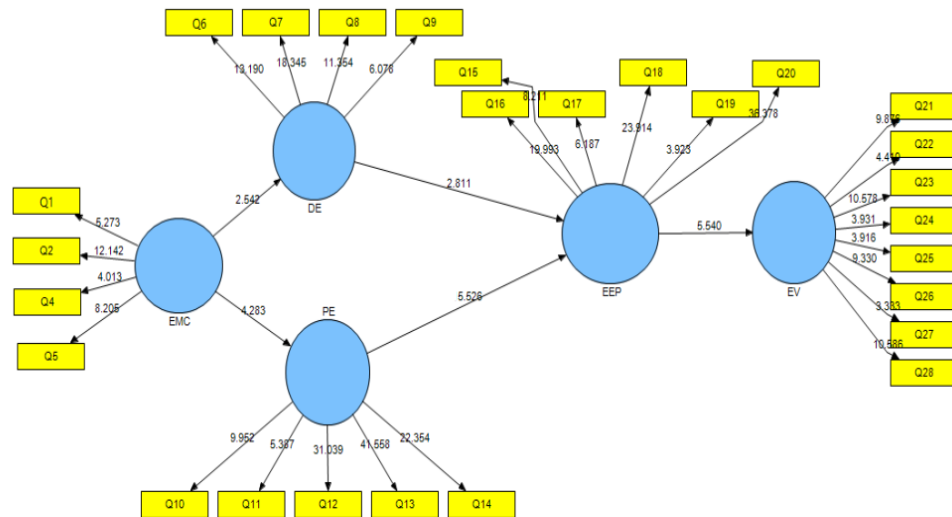 Q6
Q7
Q8
Q9
13.190
18.345
11.354
6.078
DE
Q15
Q16
Q17
Q18
Q19
Q20
8.211
19.993
6.187
23.914
3.923
36.378
Q21
Q22
Q23
Q24
Q25
Q26
Q27
Q28
9.876
4.410
10.578
3.931
3.916
9.330
3.383
10.586
Q1
Q2
Q4
Q5
5.273
12.142
4.013
8.205
EMC
2.542
2.811
4.283
5.526
5.540
EEP
EV
PE
9.952
5.387
31.039
41.558
22.354
Q10
Q11
Q12
Q13
Q14